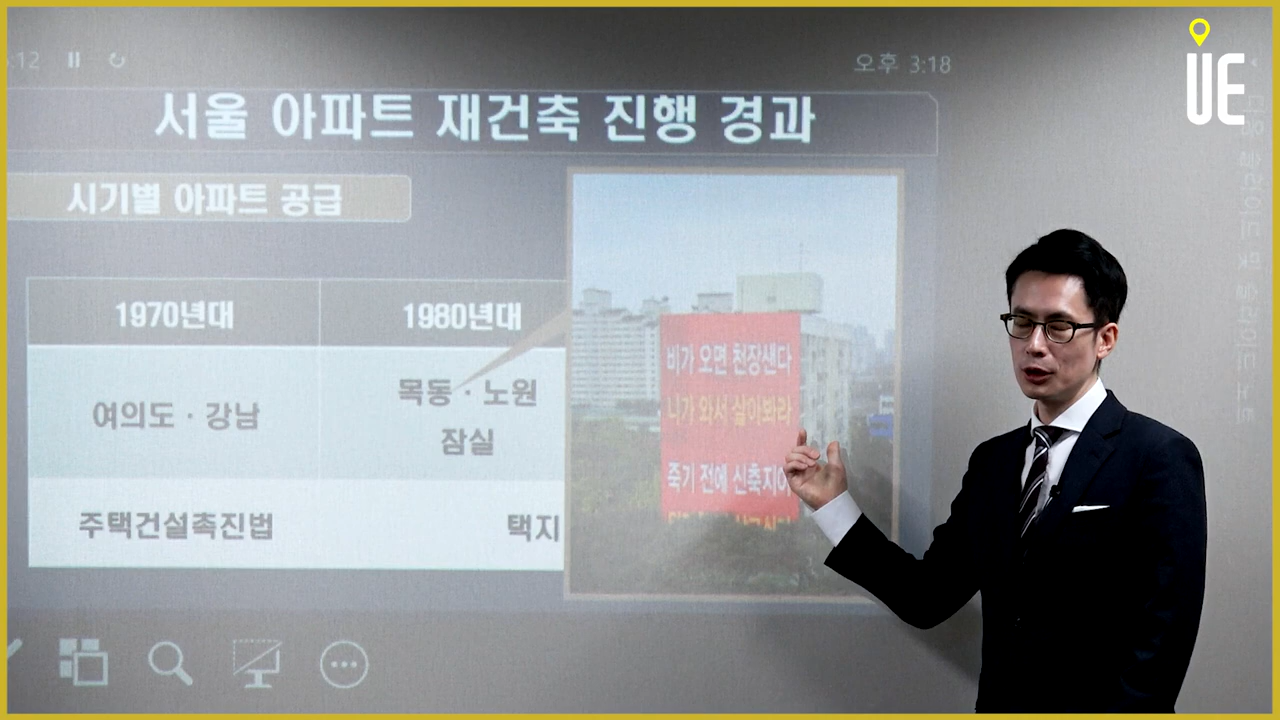 :12
오후 3:18
UE
서울 아파트 재건축 진행 경과
시기별 아파트 공급
1970년대
1980년대
여의도 · 강남
목동 · 노원
잠실
주택건설촉진법
택지
비가 오면 천장샌다
니가 와서 살아봐라
죽기 전에 신축지어